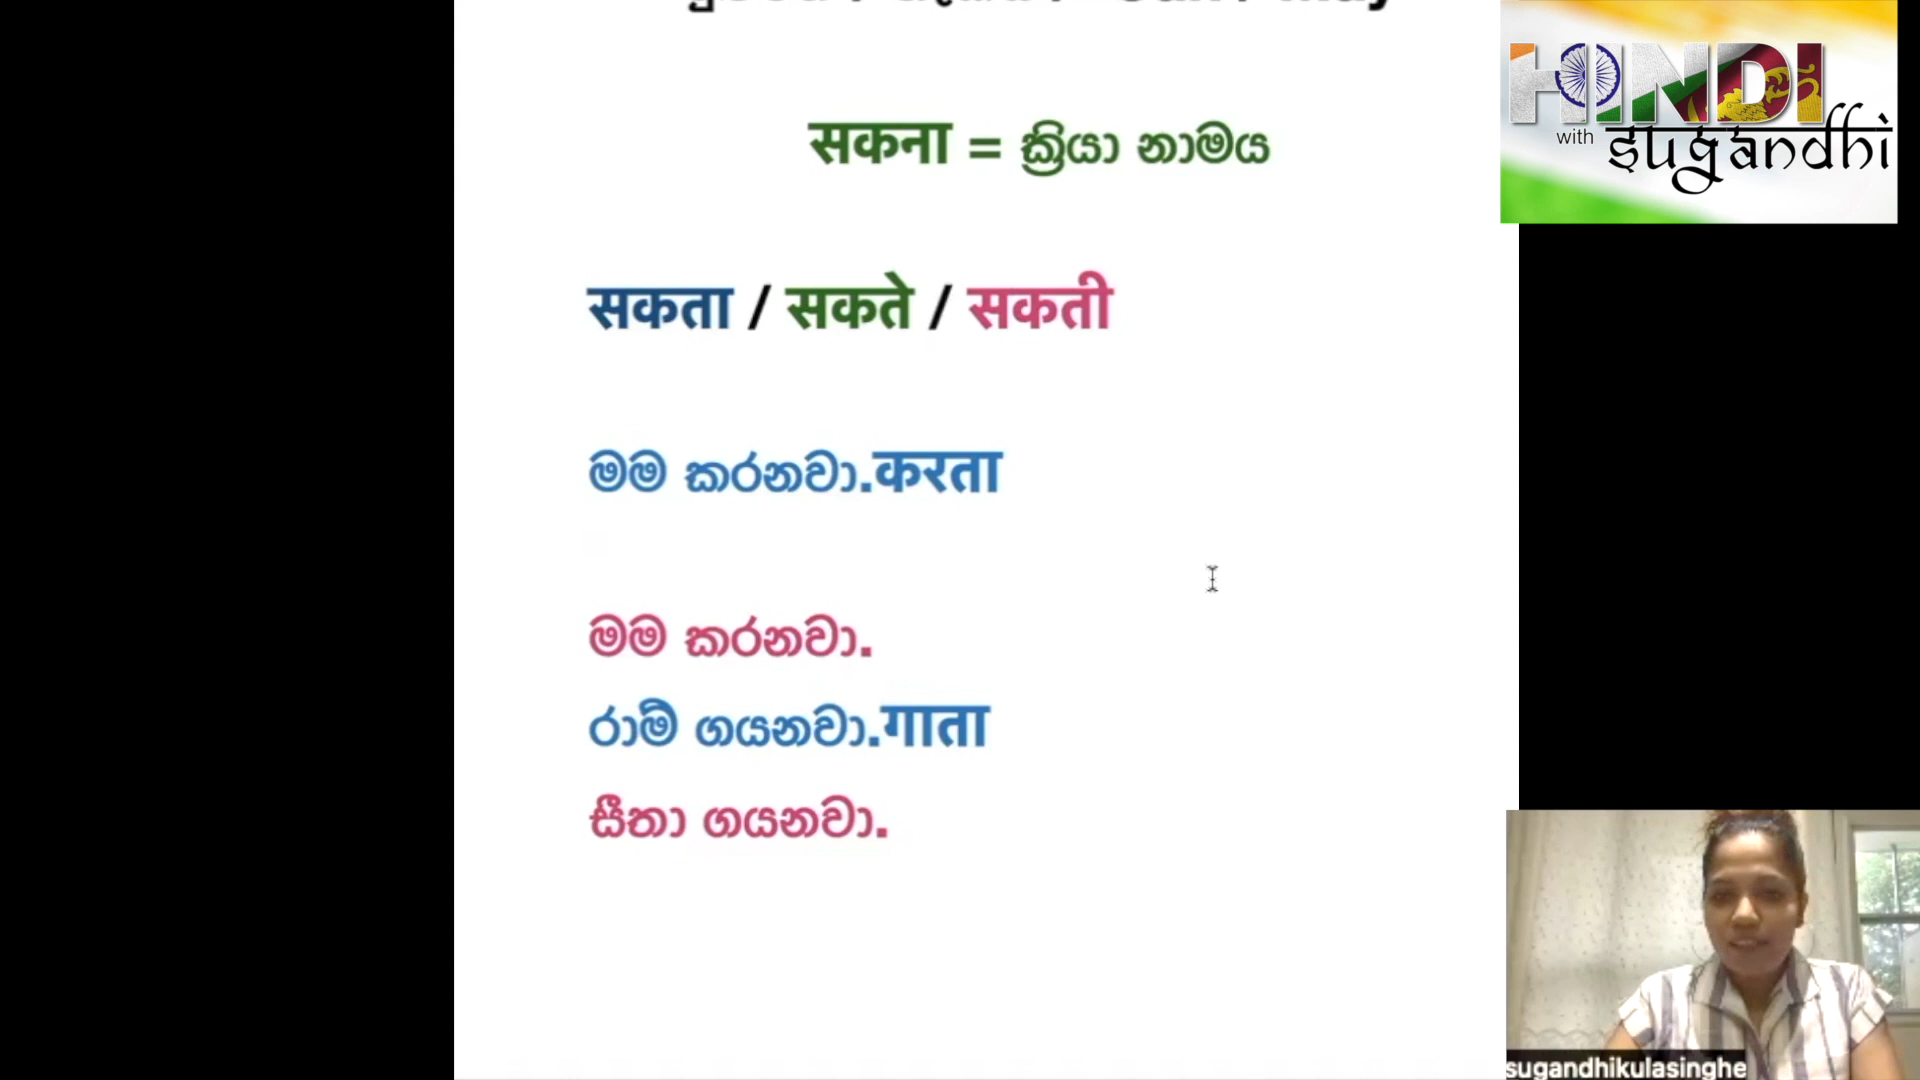 HINDI
with sugandhi
सकना = ක්‍රියා නාමය
सकता / सकते / सकती
මම කරනවා.करता
මම කරනවා.
රාම් ගයනවා.गाता
සීතා ගයනවා.
sugandhikulasinghe